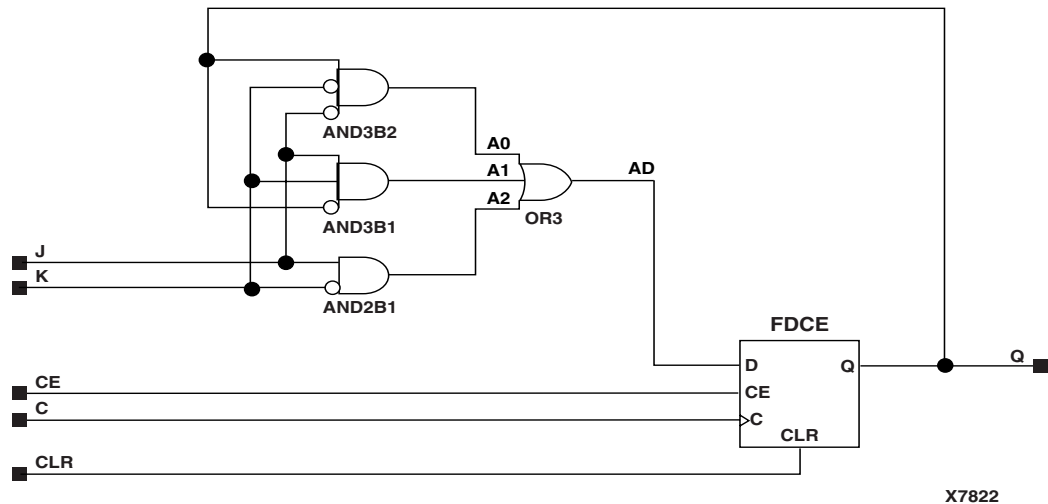 AND3B2
A0
A1
AD
A2
AND3B1
OR3
J
K
AND2B1
FDCE
D
Q
Q
CE
CE
C
C
CLR
CLR
X7822